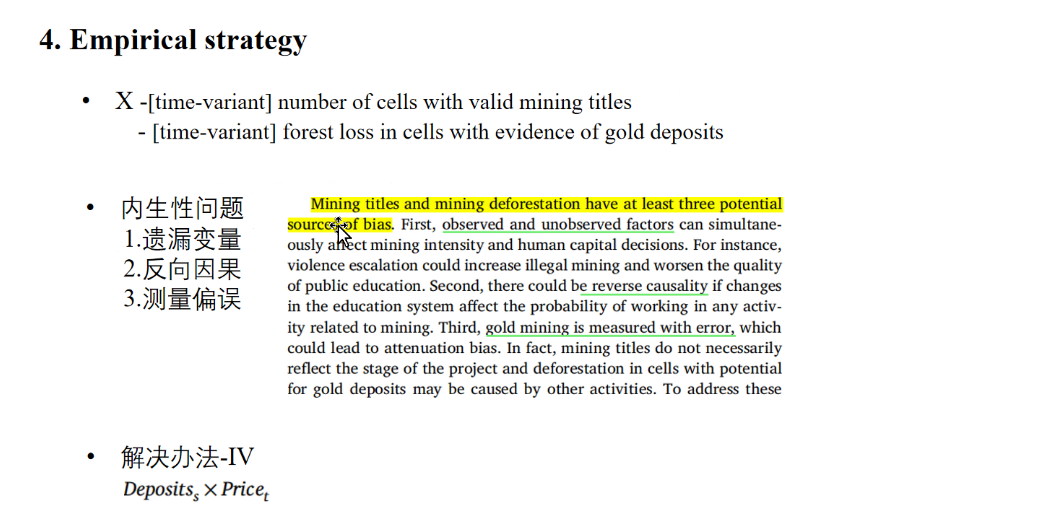 4. Empirical strategy
• X -[time-variant] number of cells with valid mining titles
- [time-variant] forest loss in cells with evidence of gold deposits
• 内生性问题
1.遗漏变量
2.反向因果
3.测量偏误
Mining titles and mining deforestation have at least three potential
sources of bias. First, observed and unobserved factors can simultane-
ously affect mining intensity and human capital decisions. For instance,
violence escalation could increase illegal mining and worsen the quality
of public education. Second, there could be reverse causality if changes
in the education system affect the probability of working in any activ-
ity related to mining. Third, gold mining is measured with error, which
could lead to attenuation bias. In fact, mining titles do not necessarily
reflect the stage of the project and deforestation in cells with potential
for gold deposits may be caused by other activities. To address these
• 解决办法-IV
Depositsₛ × Priceₜ